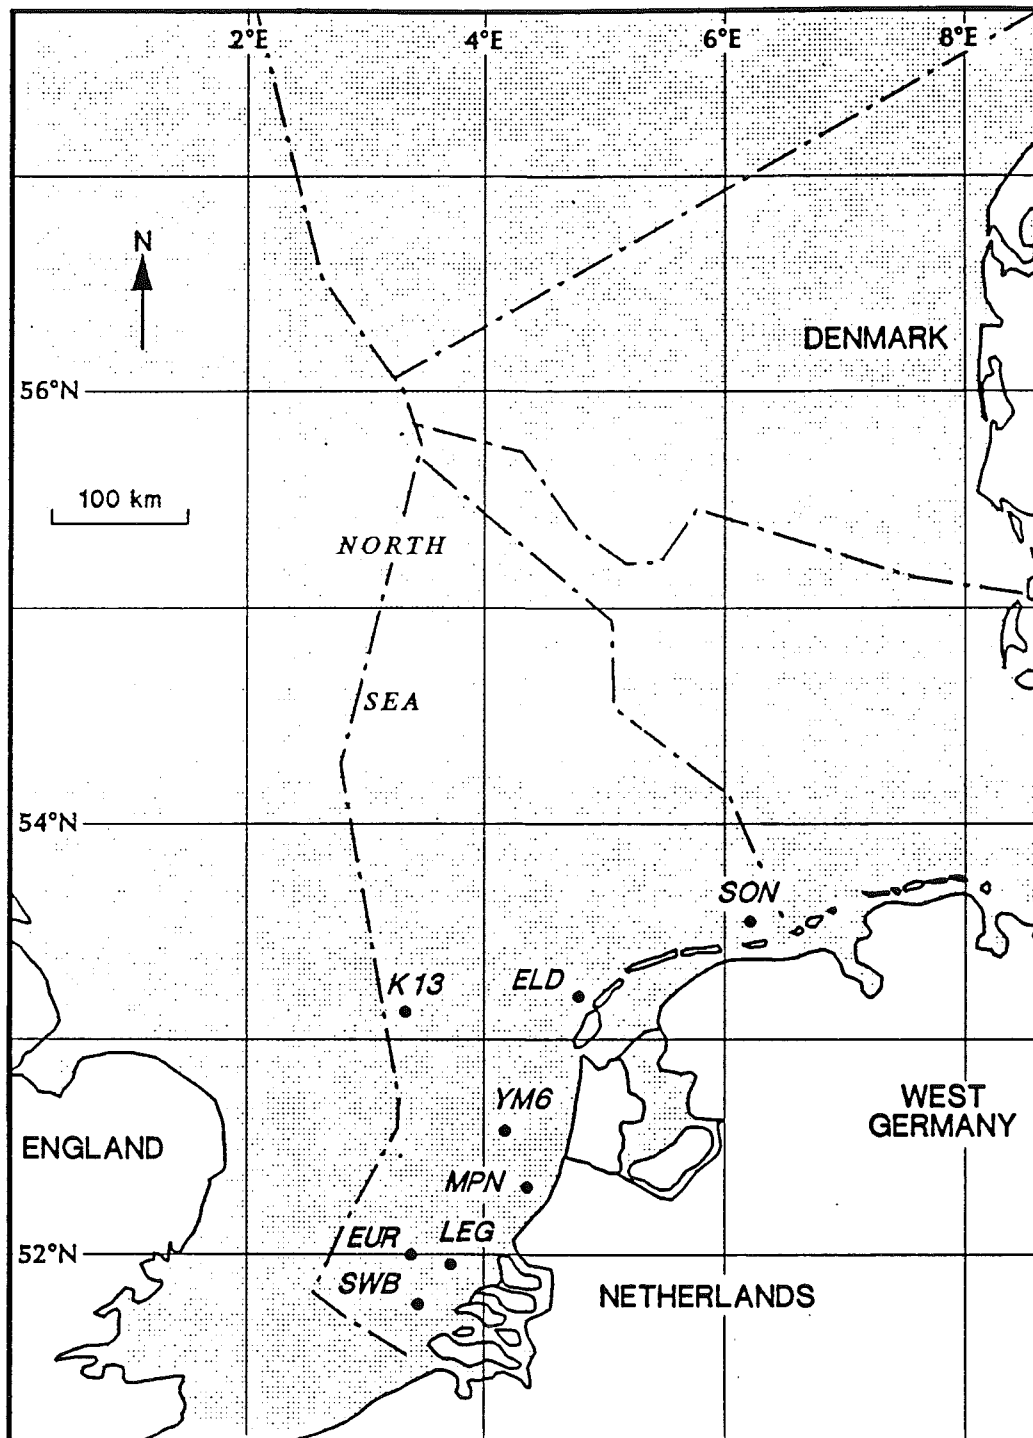 2°E 4°E 6°E 8°E
N
DENMARK
56°N
100 km
NORTH
SEA
54°N
SON
K13
ELD
YM6
WEST
GERMANY
ENGLAND
MPN
EUR
LEG
52°N
SWB
NETHERLANDS